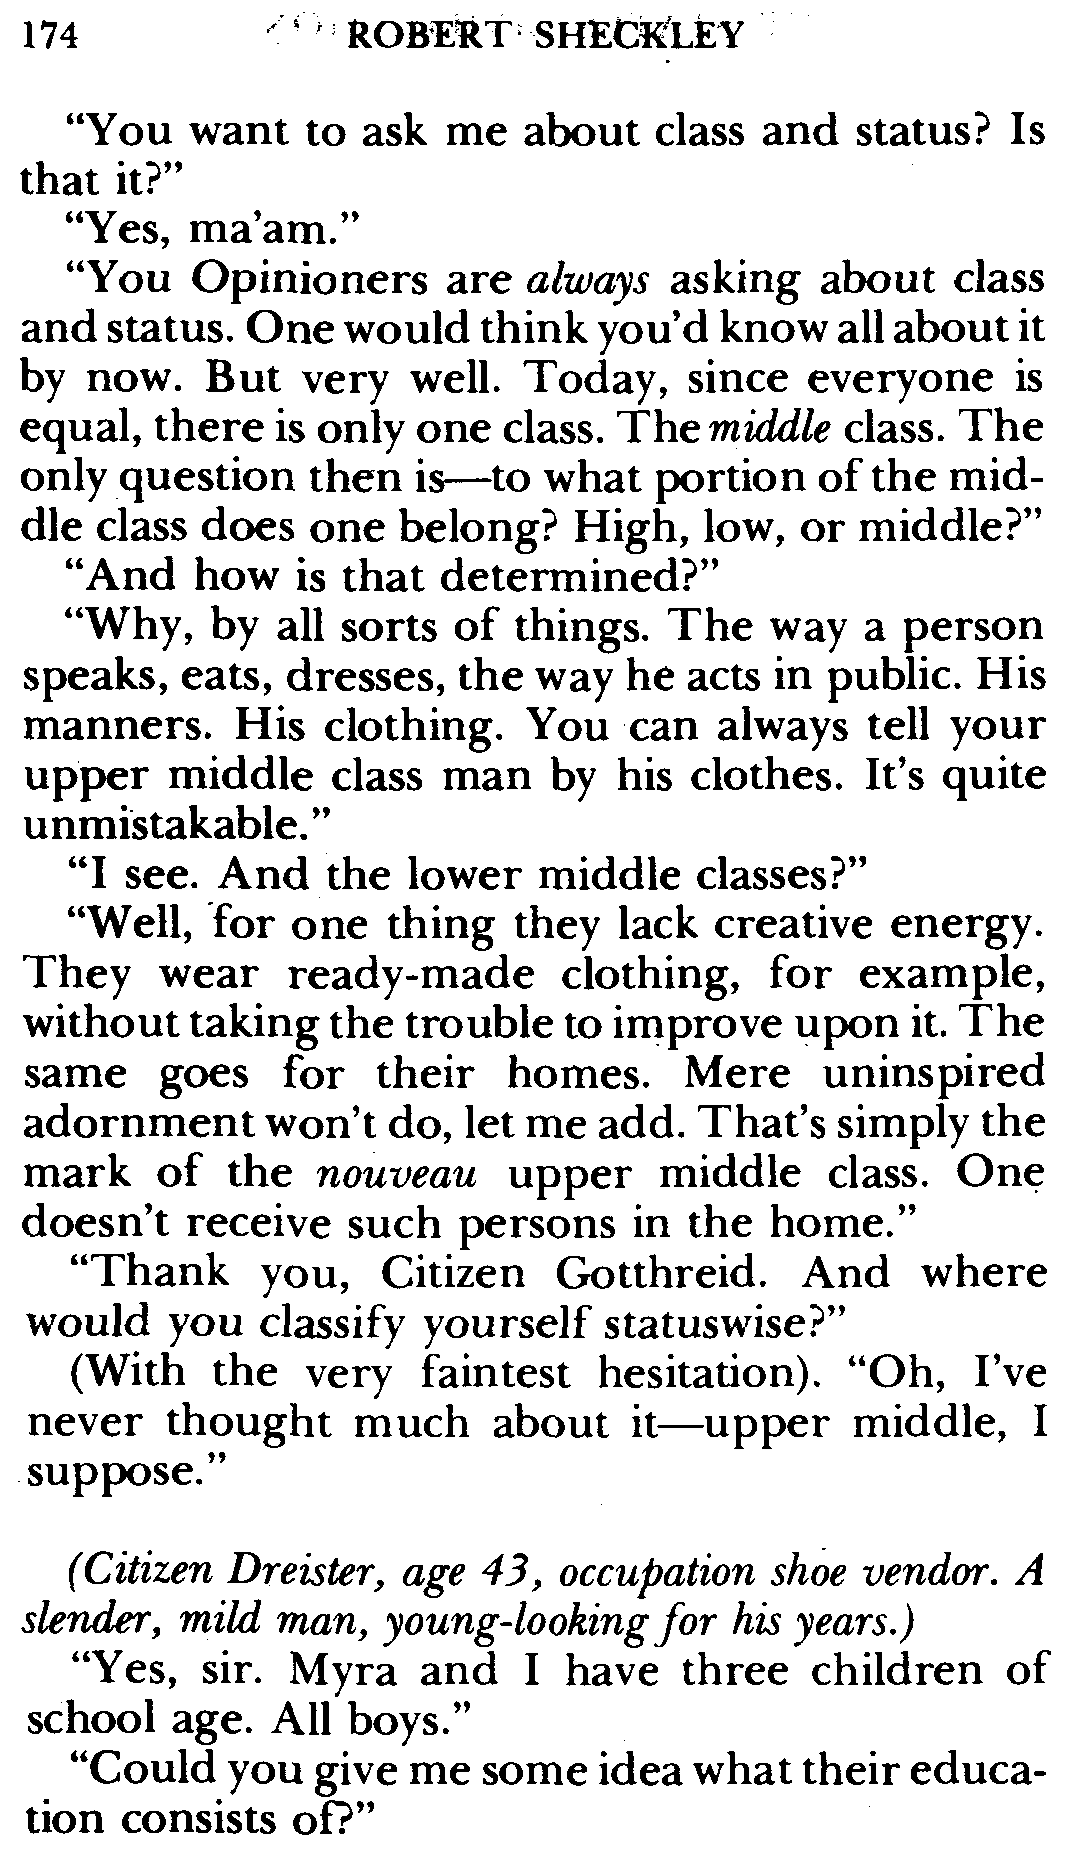 174 ROBERT SHECKLEY
“You want to ask me about class and status? Is
that it?”
“Yes, ma’am.”
“You Opinioners are always asking about class
and status. One would think you’d know all about it
by now. But very well. Today, since everyone is
equal, there is only one class. The middle class. The
only question then is—to what portion of the mid-
dle class does one belong? High, low, or middle?”
“And how is that determined?”
“Why, by all sorts of things. The way a person
speaks, eats, dresses, the way he acts in public. His
manners. His clothing. You can always tell your
upper middle class man by his clothes. It’s quite
unmistakable.”
“I see. And the lower middle classes?”
“Well, for one thing they lack creative energy.
They wear ready-made clothing, for example,
without taking the trouble to improve upon it. The
same goes for their homes. Mere uninspired
adornment won’t do, let me add. That’s simply the
mark of the nouveau upper middle class. One
doesn’t receive such persons in the home.”
“Thank you, Citizen Gotthreid. And where
would you classify yourself statuswise?”
(With the very faintest hesitation). “Oh, I’ve
never thought much about it—upper middle, I
suppose.”
(Citizen Dreister, age 43, occupation shoe vendor. A
slender, mild man, young-looking for his years.)
“Yes, sir. Myra and I have three children of
school age. All boys.”
“Could you give me some idea what their educa-
tion consists of?”